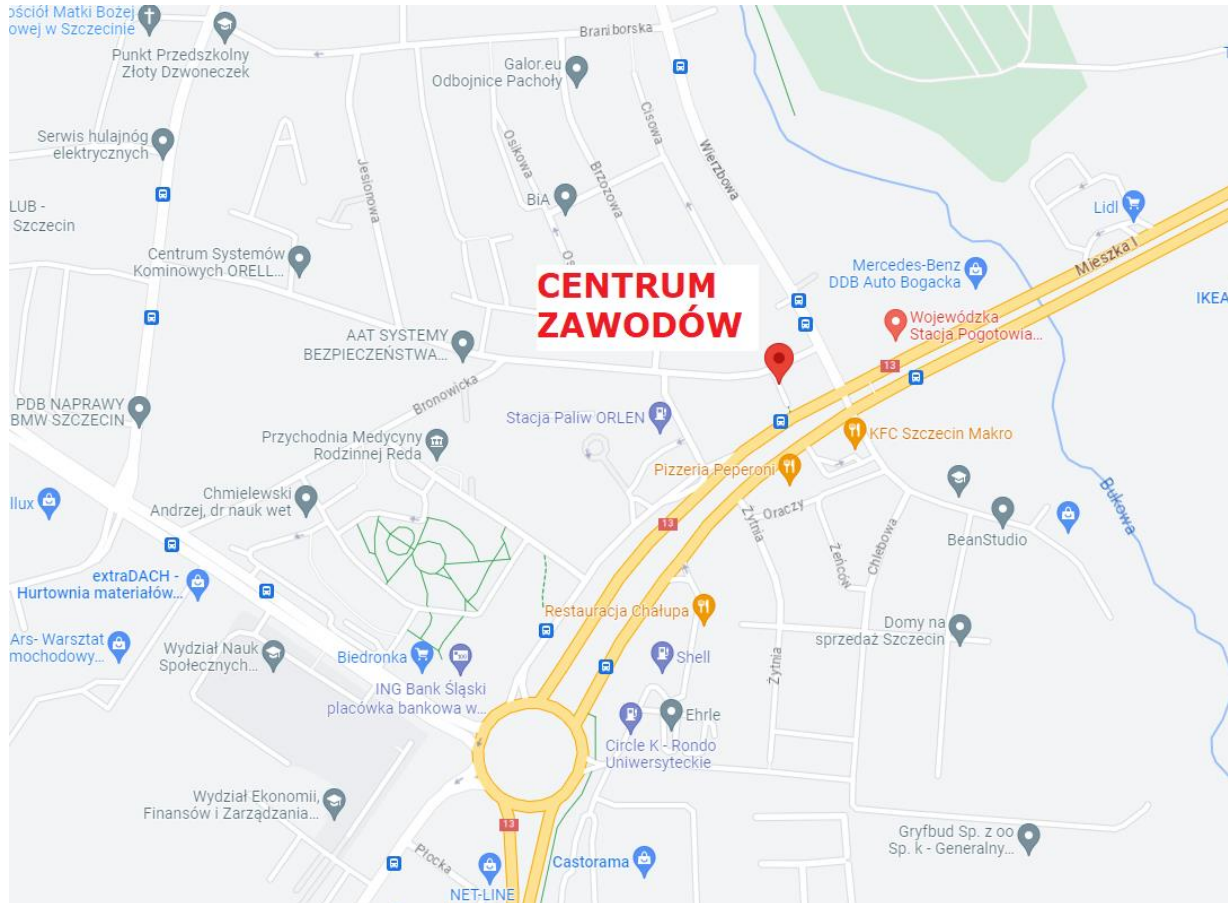 ościół Matki Bożej
owej w Szczecinie
Punkt Przedszkolny
Złoty Dzwoneczek
Braniborska
Galor.eu
Odbojnice Pachoły
Serwis hulajnóg
elektrycznych
Cisowa
Osikowa
Brzozowa
Wierzbowa
Jesionowa
BiA
LUB -
Szczecin
Lidl
Centrum Systemów
Kominowych ORELL...
Os
Mieszka I
Mercedes-Benz
DDB Auto Bogacka
IKEA
CENTRUM
ZAWODÓW
Wojewódzka
Stacja Pogotowia...
AAT SYSTEMY
BEZPIECZEŃSTWA...
13
Bronowicka
PDB NAPRAWY
BMW SZCZECIN
Stacja Paliw ORLEN
KFC Szczecin Makro
Przychodnia Medycyny
Rodzinnej Reda
Pizzeria Peperoni
Chmielewski
Andrzej, dr nauk wet
llux
Oraczy
Żytnia
13
Bukowa
BeanStudio
Chlebowa
Żeńców
extraDACH -
Hurtownia materiałów...
Restauracja Chałupa
Domy na
sprzedaż Szczecin
Ars- Warsztat
mochodowy...
Wydział Nauk
Społecznych...
Biedronka
Shell
Żytnia
ING Bank Śląski
placówka bankowa w...
Ehrle
Circle K - Rondo
Uniwersyteckie
Wydział Ekonomii,
Finansów i Zarządzania...
13
Gryfbud Sp. z oo
Sp. k - Generalny...
Płocka
Castorama
NET-LINE